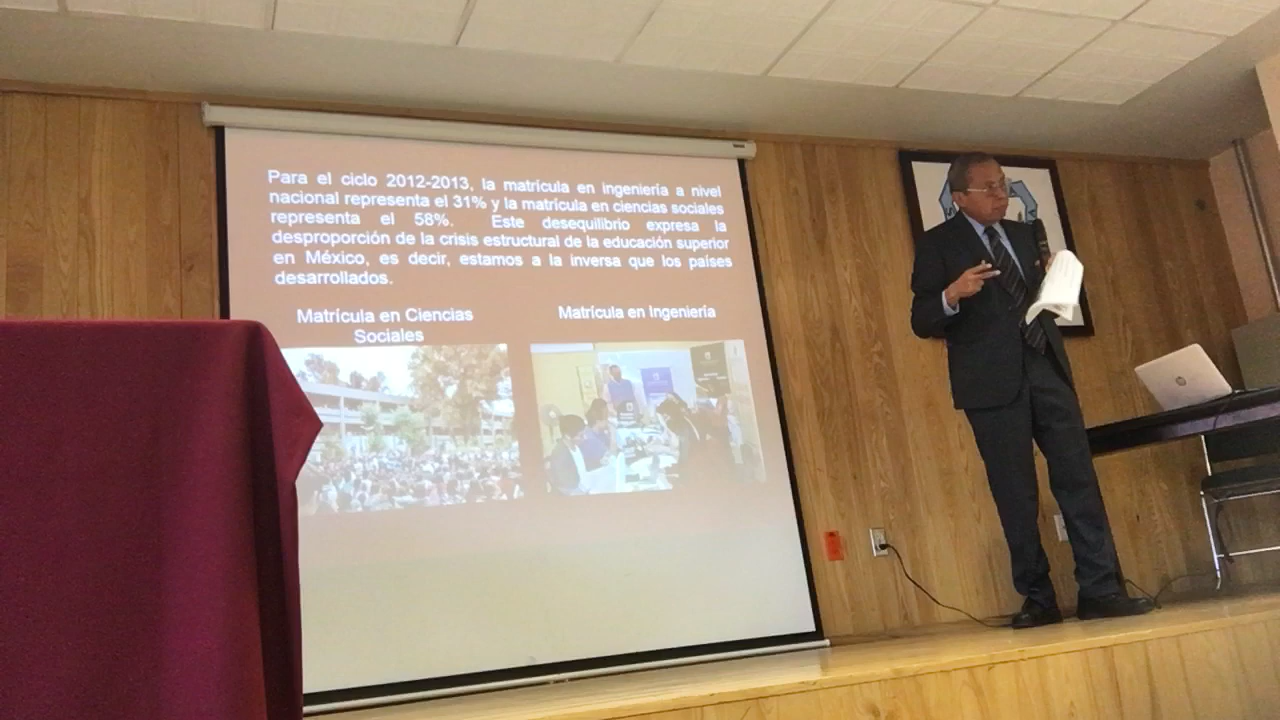 Para el ciclo 2012-2013, la matrícula en ingeniería a nivel
nacional representa el 31% y la matrícula en ciencias sociales
representa el 58%. Este desequilibrio expresa la
desproporción de la crisis estructural de la educación superior
en México, es decir, estamos a la inversa que los países
desarrollados.
Matrícula en Ciencias
Sociales
Matrícula en Ingeniería